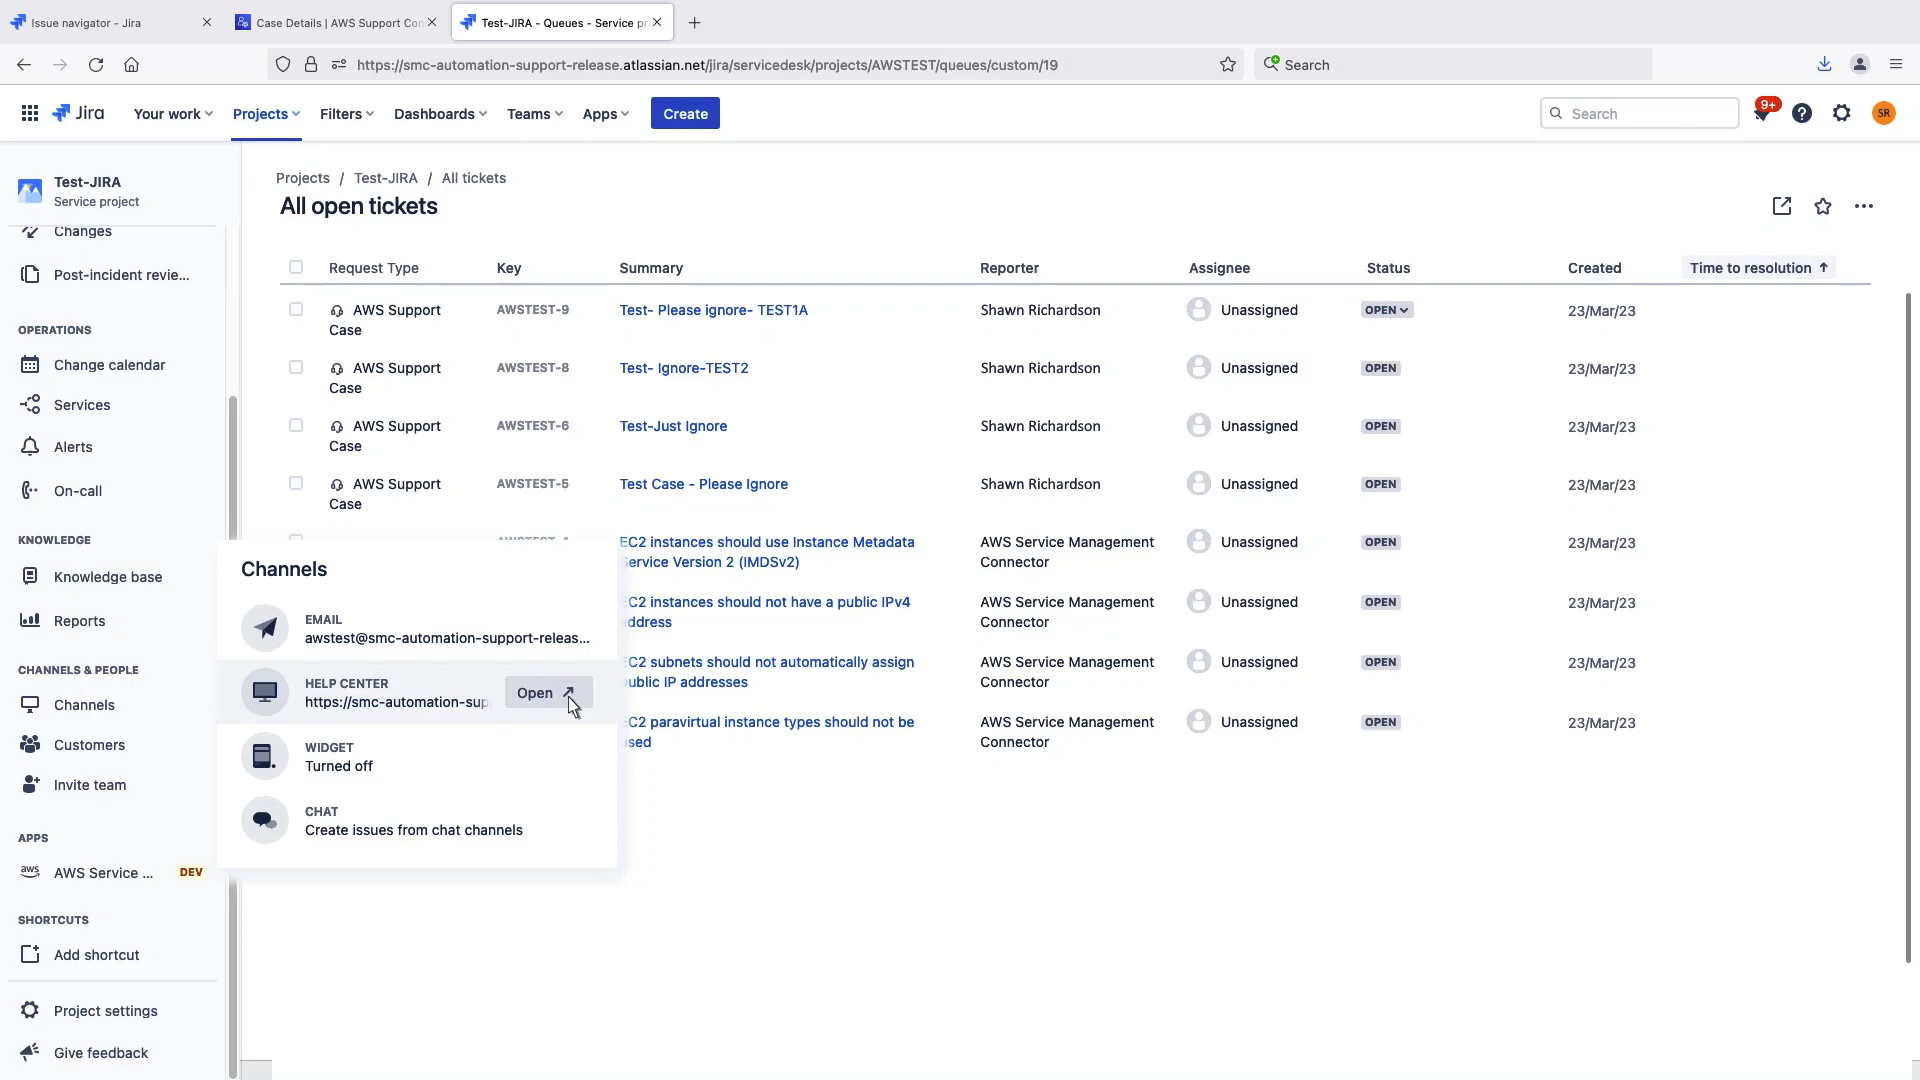 Issue navigator - Jira
Case Details | AWS Support Con
Test-JIRA - Queues - Service pr
https://smc-automation-support-release.atlassian.net/jira/servicedesk/projects/AWSTEST/queues/custom/19
Search
Jira
Your work
Projects
Filters
Dashboards
Teams
Apps
Create
Search
9+
SR
Test-JIRA
Service project
Changes
Post-incident revie...
OPERATIONS
Change calendar
Services
Alerts
On-call
KNOWLEDGE
Knowledge base
Reports
CHANNELS & PEOPLE
Channels
Customers
Invite team
APPS
aws AWS Service ... DEV
SHORTCUTS
Add shortcut
Project settings
Give feedback
Projects / Test-JIRA / All tickets
All open tickets
Request Type Key Summary Reporter Assignee Status Created Time to resolution
AWS Support AWSTEST-9 Test- Please ignore- TEST1A Shawn Richardson Unassigned OPEN 23/Mar/23
Case
AWS Support AWSTEST-8 Test- Ignore-TEST2 Shawn Richardson Unassigned OPEN 23/Mar/23
Case
AWS Support AWSTEST-6 Test-Just Ignore Shawn Richardson Unassigned OPEN 23/Mar/23
Case
AWS Support AWSTEST-5 Test Case - Please Ignore Shawn Richardson Unassigned OPEN 23/Mar/23
Case
EC2 instances should use Instance Metadata AWS Service Management Unassigned OPEN 23/Mar/23
Service Version 2 (IMDSv2) Connector
EC2 instances should not have a public IPv4 AWS Service Management Unassigned OPEN 23/Mar/23
address Connector
EC2 subnets should not automatically assign AWS Service Management Unassigned OPEN 23/Mar/23
public IP addresses Connector
EC2 paravirtual instance types should not be AWS Service Management Unassigned OPEN 23/Mar/23
used Connector
Channels
EMAIL
awstest@smc-automation-support-releas...
HELP CENTER
https://smc-automation-sup
Open
WIDGET
Turned off
CHAT
Create issues from chat channels